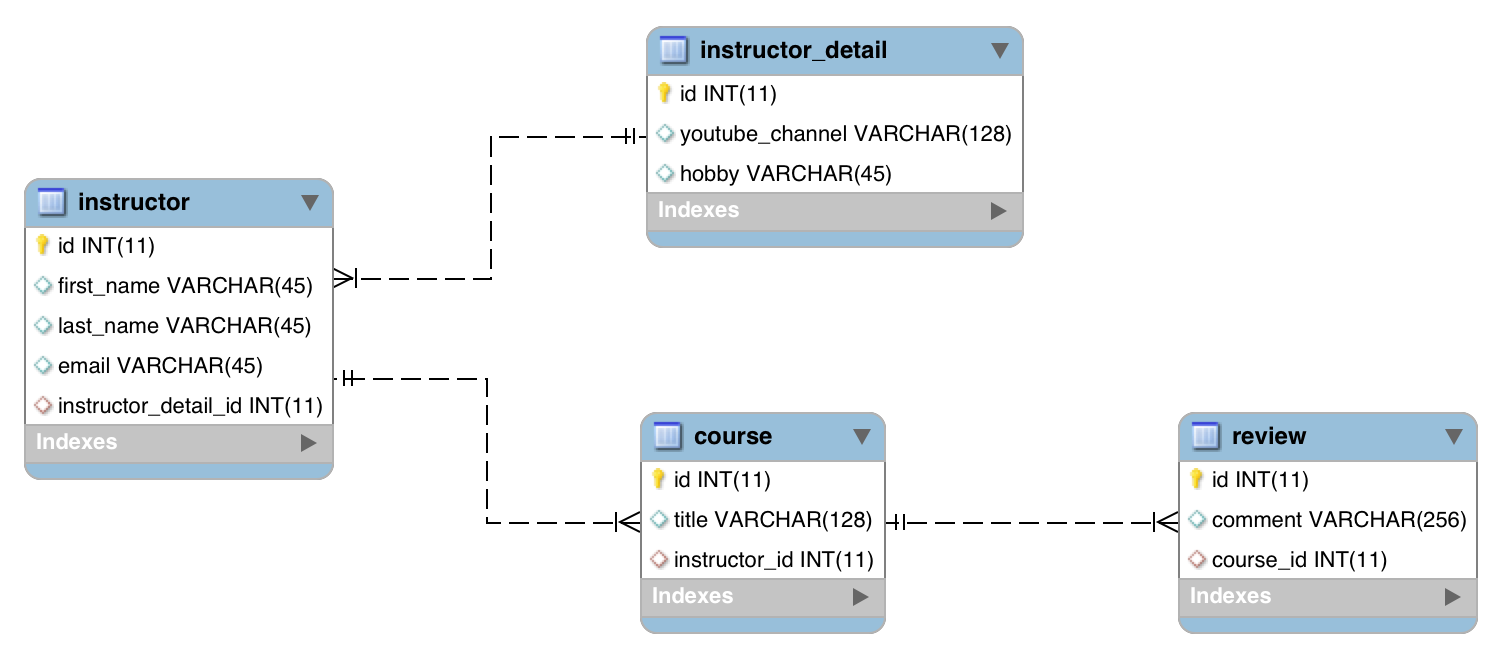 instructor_detail
id INT(11)
youtube_channel VARCHAR(128)
hobby VARCHAR(45)
Indexes
instructor
id INT(11)
first_name VARCHAR(45)
last_name VARCHAR(45)
email VARCHAR(45)
instructor_detail_id INT(11)
Indexes
course
id INT(11)
title VARCHAR(128)
instructor_id INT(11)
Indexes
review
id INT(11)
comment VARCHAR(256)
course_id INT(11)
Indexes